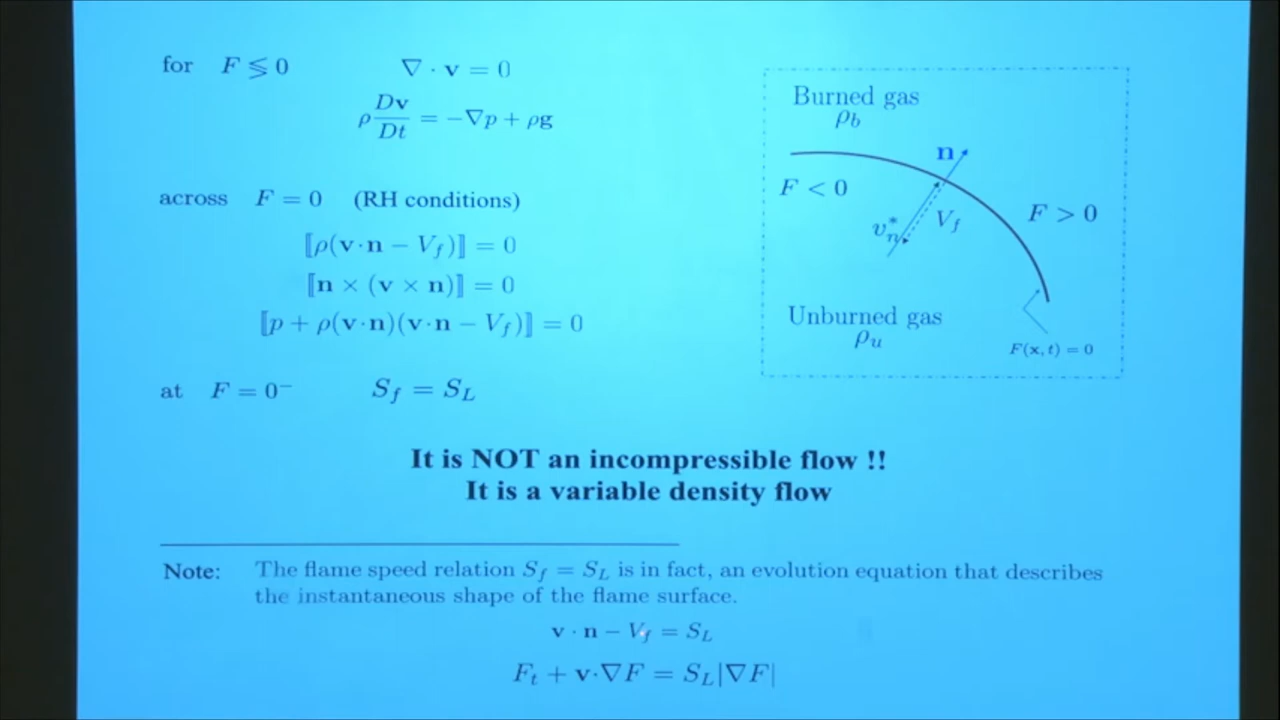 for F ≶ 0 ∇ · v = 0
ρ Dv/Dt = −∇p + ρg
across F = 0 (RH conditions)
⟦ρ(v·n − V_f)⟧ = 0
⟦n × (v × n)⟧ = 0
⟦p + ρ(v·n)(v·n − V_f)⟧ = 0
at F = 0⁻ S_f = S_L
Burned gas
ρ_b
n
F < 0
F > 0
v*_n
V_f
Unburned gas
ρ_u
F(x, t) = 0
It is NOT an incompressible flow !!
It is a variable density flow
Note: The flame speed relation S_f = S_L is in fact, an evolution equation that describes
the instantaneous shape of the flame surface.
v · n − V_f = S_L
F_t + v·∇F = S_L|∇F|